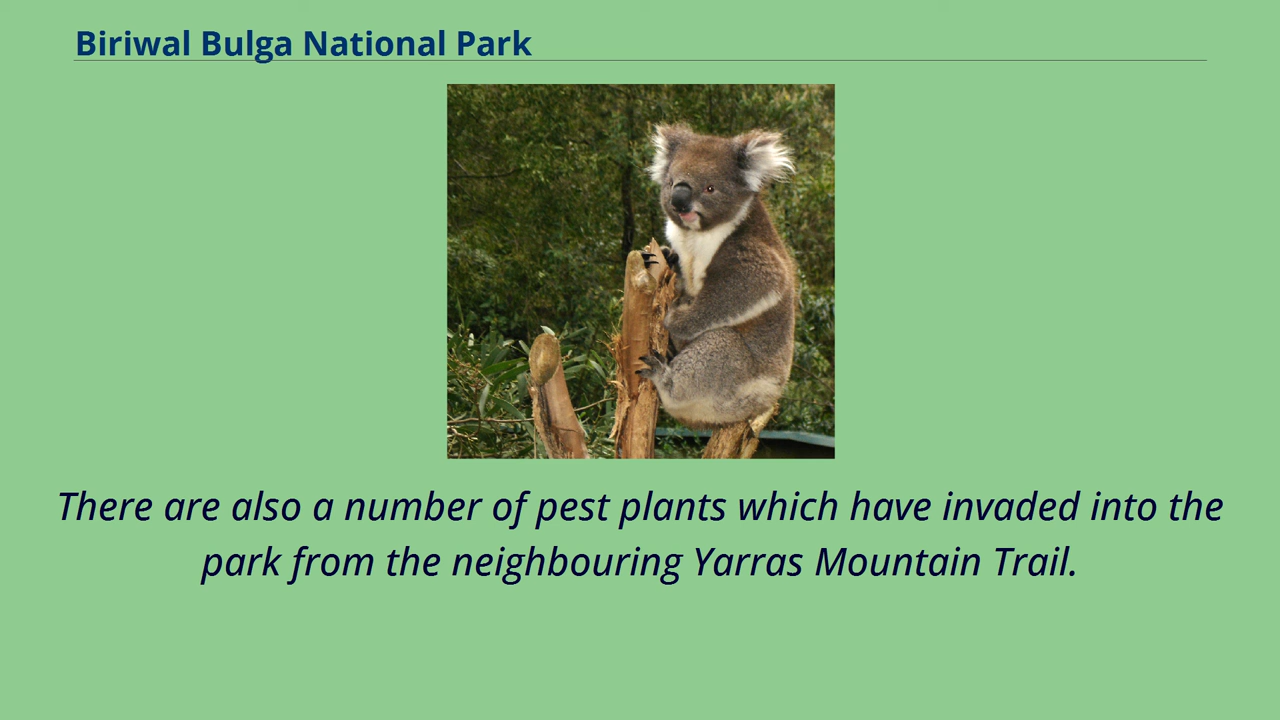 Biriwal Bulga National Park
There are also a number of pest plants which have invaded into the
park from the neighbouring Yarras Mountain Trail.